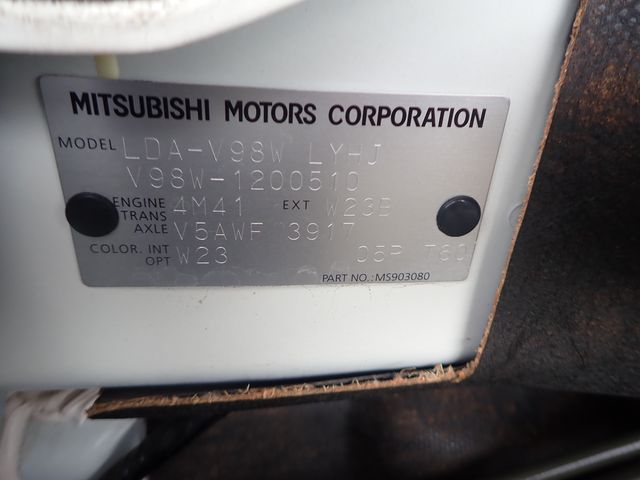 MITSUBISHI MOTORS CORPORATION
MODEL LDA-V98W LYHJ
V98W-1200510
ENGINE 4M41 EXT W23B
TRANS
AXLE V5AWF 3917
COLOR. INT W23 05P T60
OPT
PART NO.: MS903080